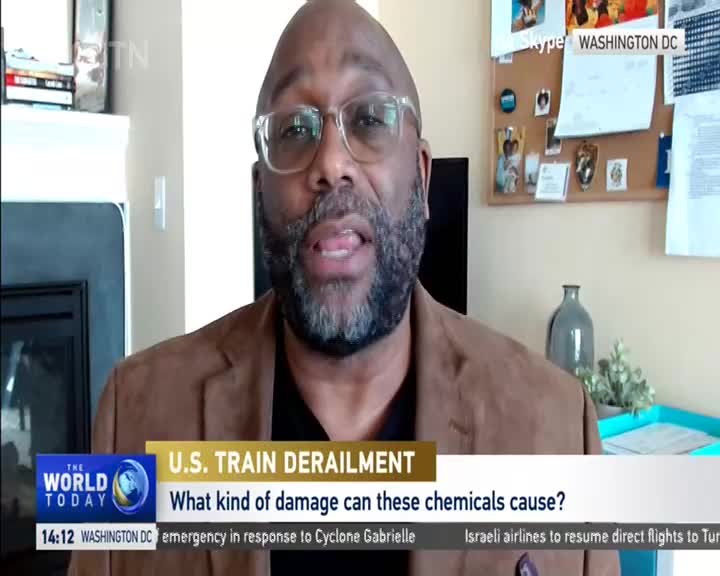 CGTN
Skype
WASHINGTON DC
U.S. TRAIN DERAILMENT
What kind of damage can these chemicals cause?
THE
WORLD
TODAY
14:12 WASHINGTON DC
emergency in response to Cyclone Gabrielle
Israeli airlines to resume direct flights to Tur